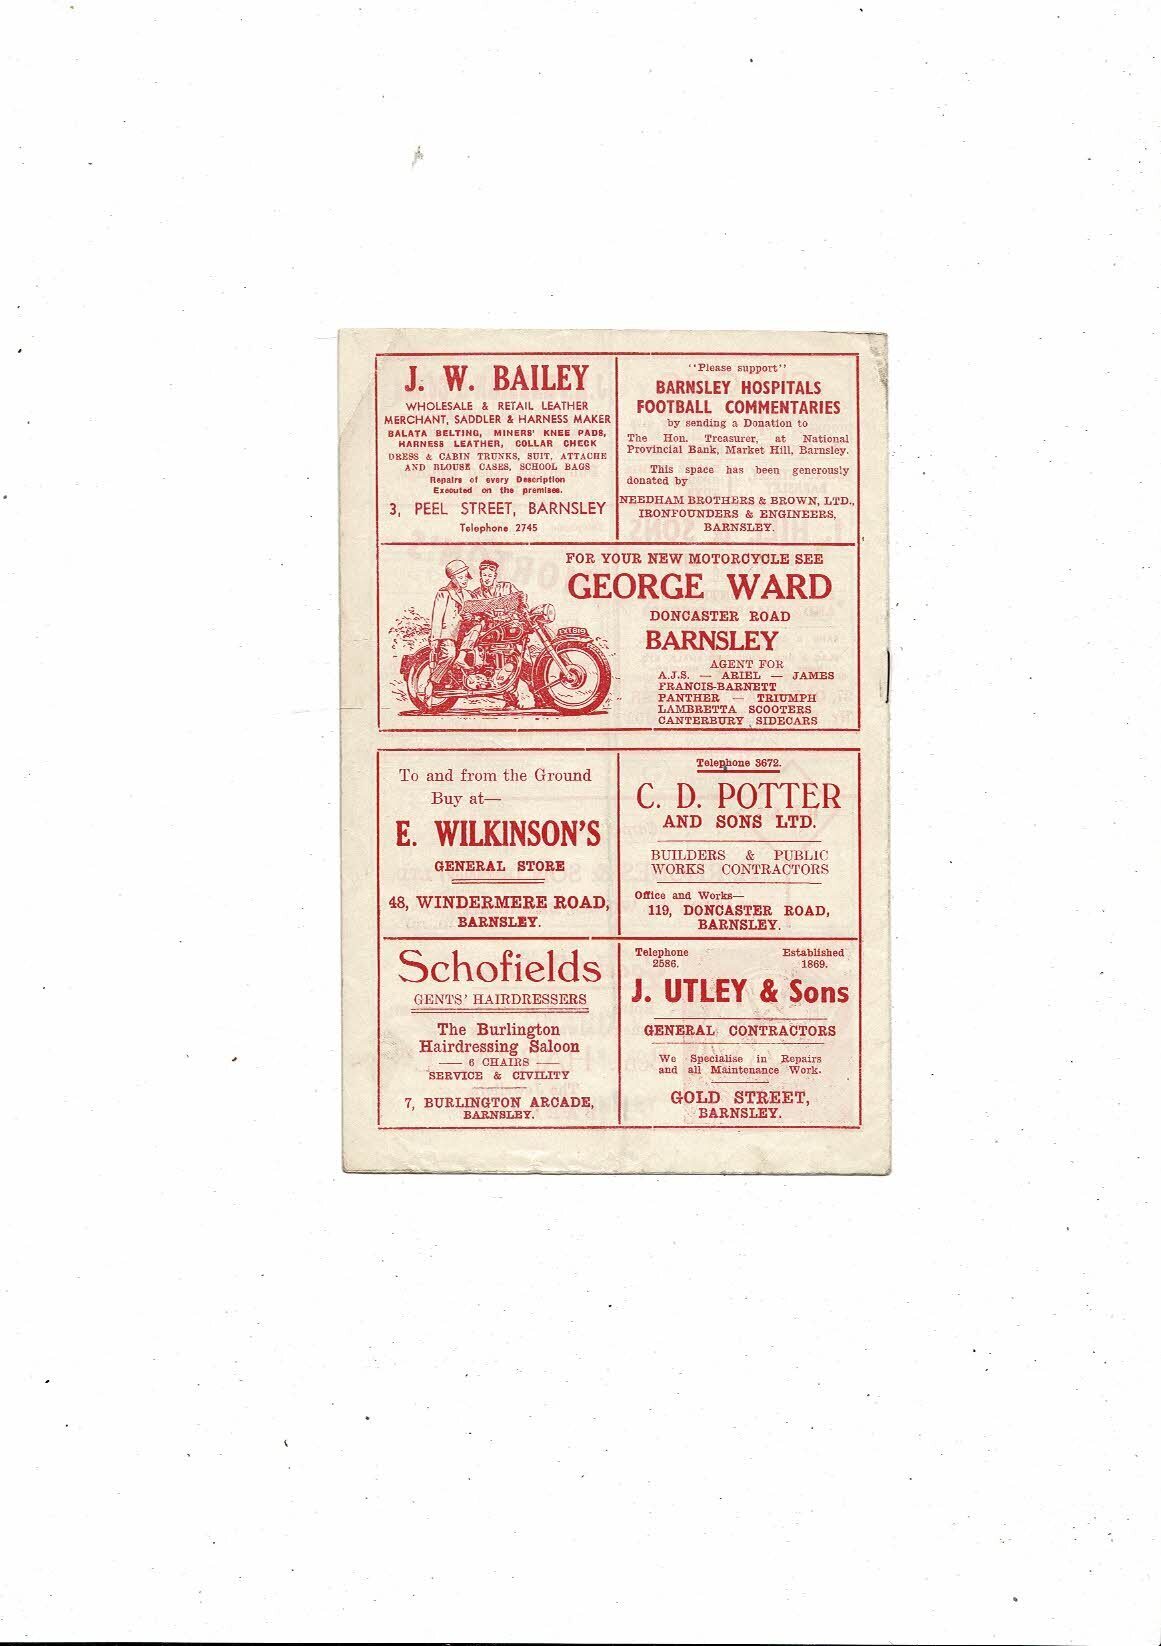 J. W. BAILEY
WHOLESALE & RETAIL LEATHER
MERCHANT, SADDLER & HARNESS MAKER
BALATA BELTING, MINERS' KNEE PADS,
HARNESS LEATHER, COLLAR CHECK
DRESS & CABIN TRUNKS, SUIT, ATTACHE
AND BLOUSE CASES, SCHOOL BAGS
Repairs of every Description
Executed on the premises.
3, PEEL STREET, BARNSLEY
Telephone 2745
"Please support"
BARNSLEY HOSPITALS
FOOTBALL COMMENTARIES
by sending a Donation to
The Hon. Treasurer, at National
Provincial Bank, Market Hill, Barnsley.
This space has been generously
donated by
NEEDHAM BROTHERS & BROWN, LTD.,
IRONFOUNDERS & ENGINEERS,
BARNSLEY.
FOR YOUR NEW MOTORCYCLE SEE
GEORGE WARD
DONCASTER ROAD
BARNSLEY
AGENT FOR
A.J.S. — ARIEL — JAMES
FRANCIS-BARNETT
PANTHER — TRIUMPH
LAMBRETTA SCOOTERS
CANTERBURY SIDECARS
To and from the Ground
Buy at—
E. WILKINSON'S
GENERAL STORE
48, WINDERMERE ROAD,
BARNSLEY.
Telephone 3672.
C. D. POTTER
AND SONS LTD.
BUILDERS & PUBLIC
WORKS CONTRACTORS
Office and Works—
119, DONCASTER ROAD,
BARNSLEY.
Schofields
GENTS' HAIRDRESSERS
The Burlington
Hairdressing Saloon
— 6 CHAIRS —
SERVICE & CIVILITY
7, BURLINGTON ARCADE,
BARNSLEY.
Telephone Established
2586. 1869.
J. UTLEY & Sons
GENERAL CONTRACTORS
We Specialise in Repairs
and all Maintenance Work.
GOLD STREET,
BARNSLEY.